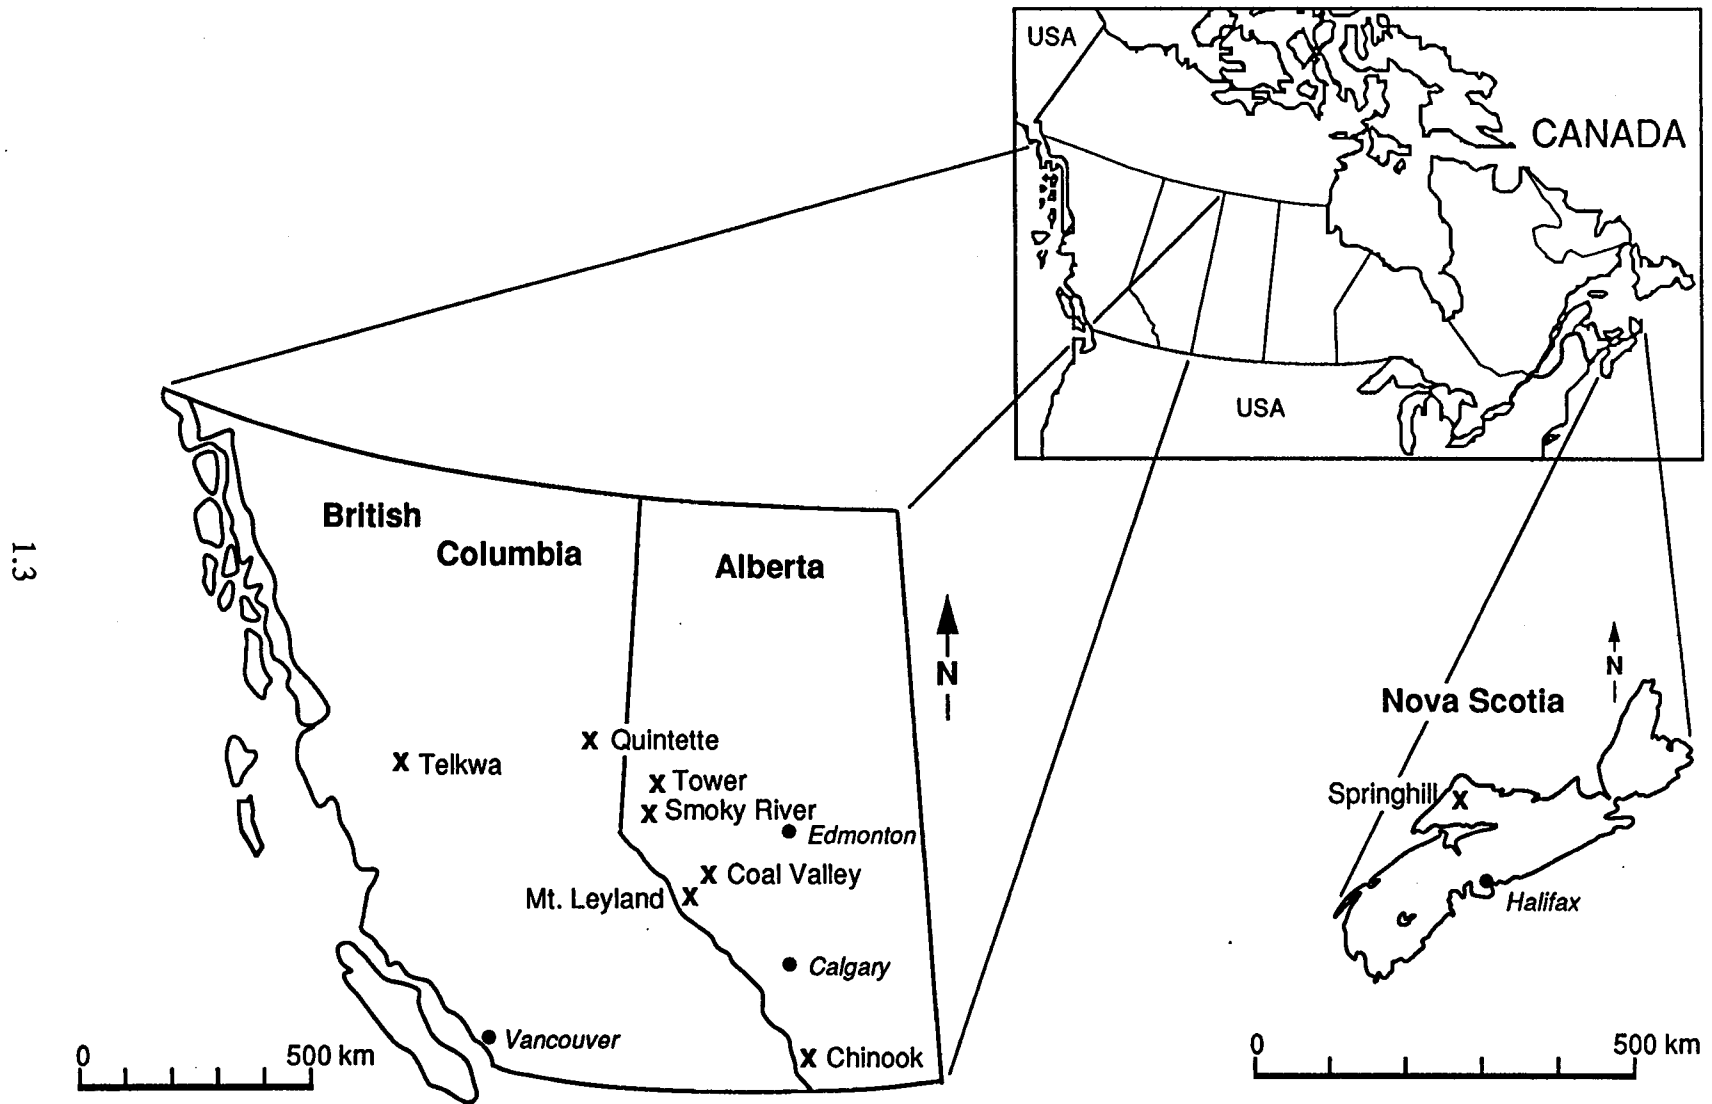 USA
CANADA
USA
British
Columbia
Alberta
1.3
N
N
Nova Scotia
X Quintette
X Telkwa
X Tower
X Smoky River
Springhill X
Edmonton
X Coal Valley
Mt. Leyland X
Halifax
Calgary
Vancouver
0 500 km
X Chinook
0 500 km